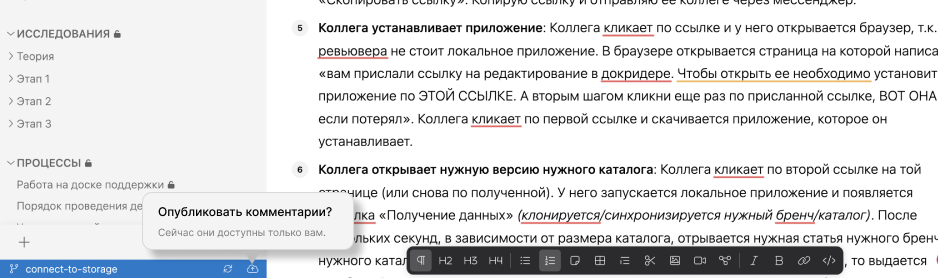 «Скопировать ссылку». Копирую ссылку и отправляю ее коллеге через мессенджер.
ИССЛЕДОВАНИЯ
Теория
Этап 1
Этап 2
Этап 3
ПРОЦЕССЫ
Работа на доске поддержки
Порядок проведения
5 Коллега устанавливает приложение: Коллега кликает по ссылке и у него открывается браузер, т.к.
ревьювера не стоит локальное приложение. В браузере открывается страница на которой написа
«вам прислали ссылку на редактирование в докридере. Чтобы открыть ее необходимо установит
приложение по ЭТОЙ ССЫЛКЕ. А вторым шагом кликни еще раз по присланной ссылке, ВОТ ОНА
если потерял». Коллега кликает по первой ссылке и скачивается приложение, которое он
устанавливает.
6 Коллега открывает нужную версию нужного каталога: Коллега кликает по второй ссылке на той
странице (или снова по полученной). У него запускается локальное приложение и появляется
лка «Получение данных» (клонируется/синхронизируется нужный бренч/каталог). После
ольких секунд, в зависимости от размера каталога, отрывается нужная статья нужного бренч
нужного катал , то выдается
Опубликовать комментарии?
Сейчас они доступны только вам.
connect-to-storage
H2 H3 H4 I B